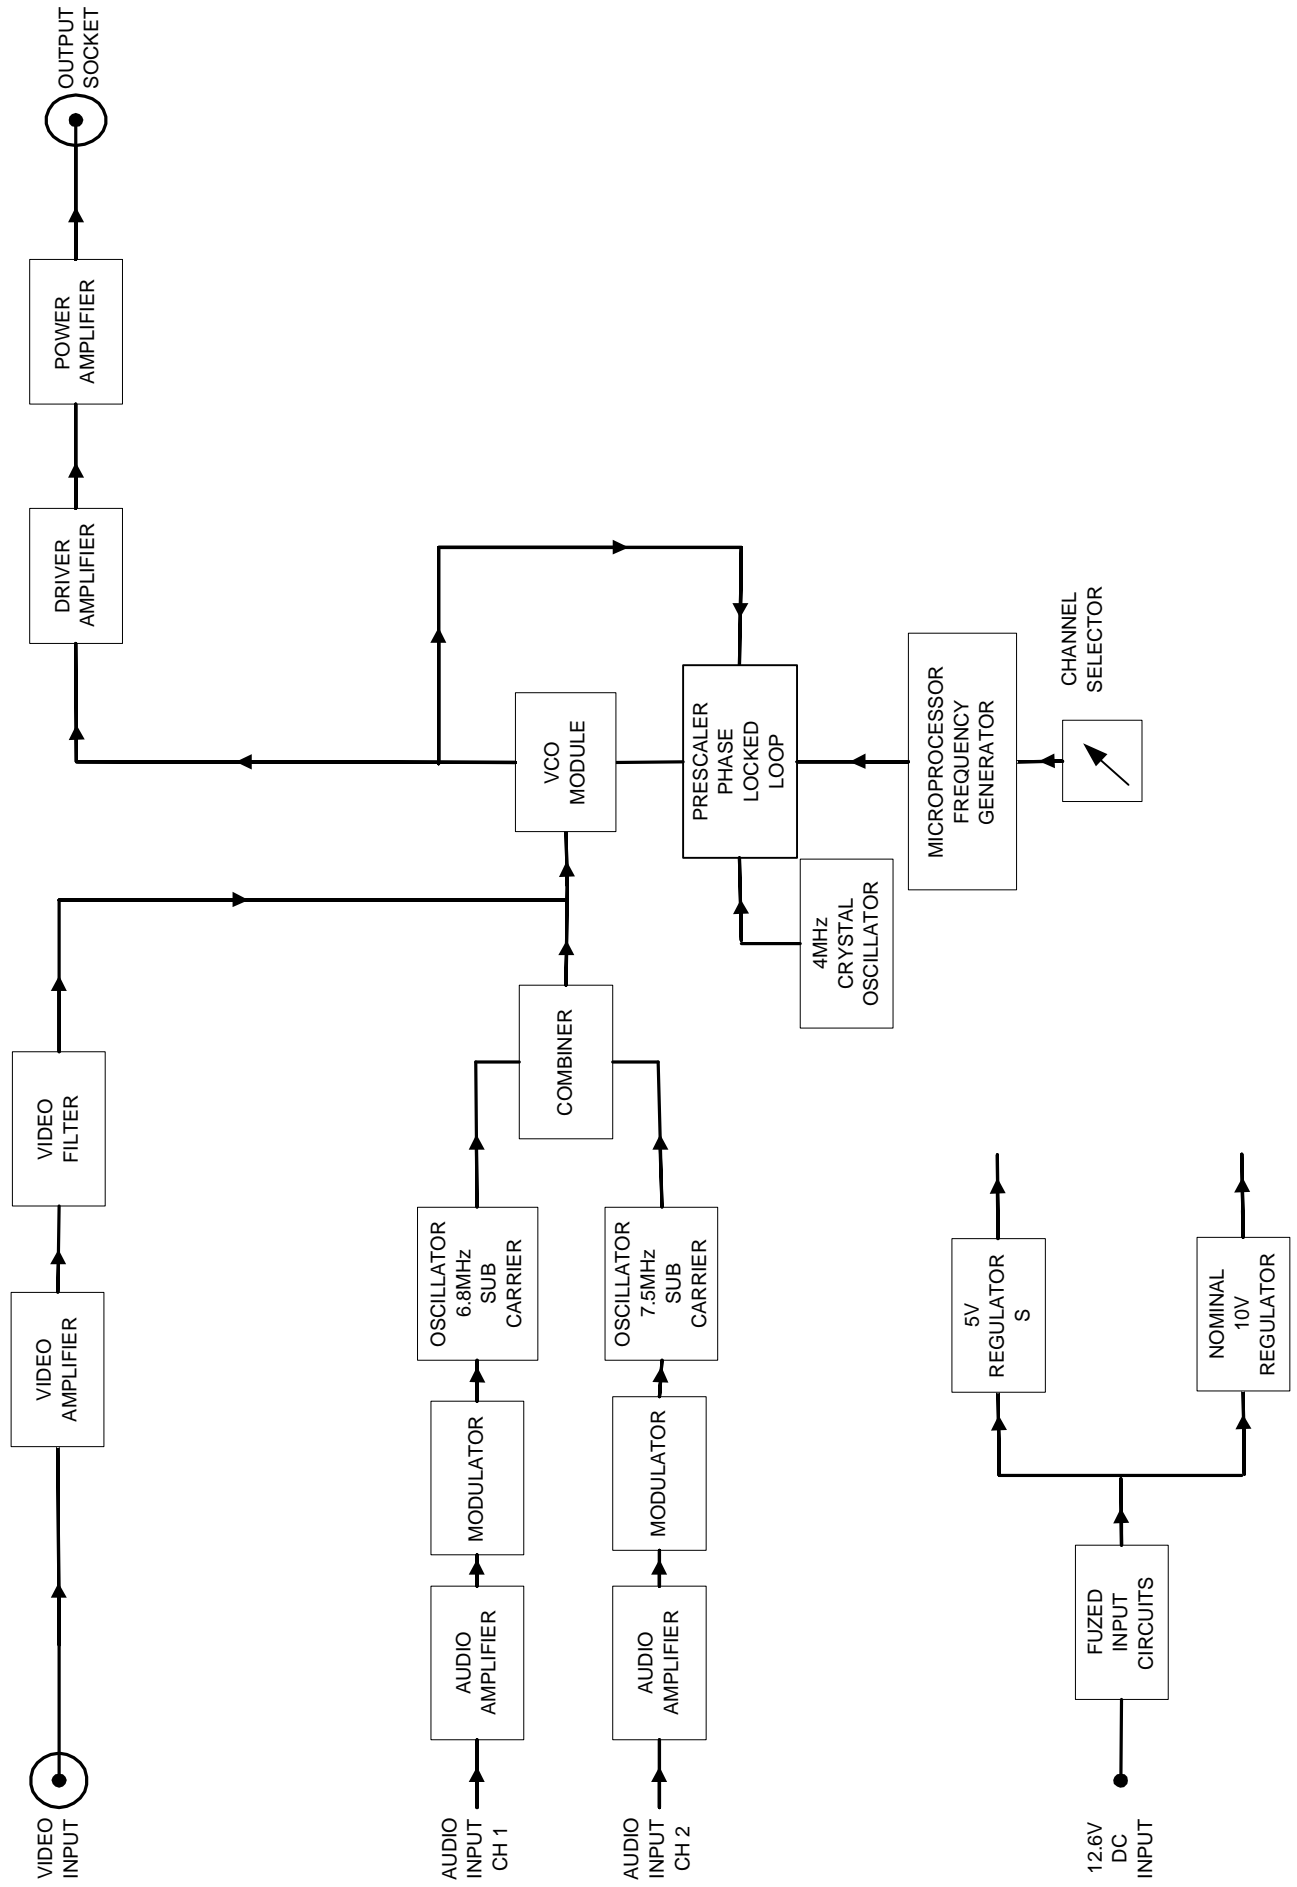 VIDEO
INPUT
VIDEO
AMPLIFIER
VIDEO
FILTER
DRIVER
AMPLIFIER
POWER
AMPLIFIER
OUTPUT
SOCKET
AUDIO
INPUT
CH 1
AUDIO
AMPLIFIER
MODULATOR
OSCILLATOR
6.8MHz
SUB
CARRIER
AUDIO
INPUT
CH 2
AUDIO
AMPLIFIER
MODULATOR
OSCILLATOR
7.5MHz
SUB
CARRIER
COMBINER
VCO
MODULE
PRESCALER
PHASE
LOCKED
LOOP
4MHz
CRYSTAL
OSCILLATOR
MICROPROCESSOR
FREQUENCY
GENERATOR
CHANNEL
SELECTOR
12.6V
DC
INPUT
FUZED
INPUT
CIRCUITS
5V
REGULATOR
S
NOMINAL
10V
REGULATOR